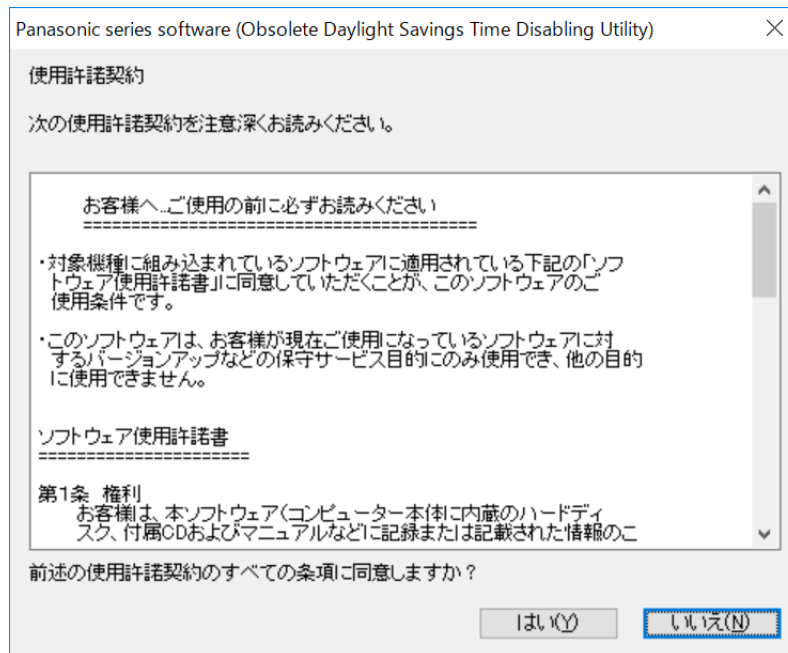 Panasonic series software (Obsolete Daylight Savings Time Disabling Utility)
使用許諾契約
次の使用許諾契約を注意深くお読みください。
お客様へ...ご使用の前に必ずお読みください
=========================================
・対象機種に組み込まれているソフトウェアに適用されている下記の「ソフ
トウェア使用許諾書」に同意していただくことが、このソフトウェアのご
使用条件です。
・このソフトウェアは、お客様が現在ご使用になっているソフトウェアに対
するバージョンアップなどの保守サービス目的にのみ使用でき、他の目的
に使用できません。
ソフトウェア使用許諾書
======================
第1条 権利
お客様は、本ソフトウェア(コンピューター本体に内蔵のハードディ
スク、付属CDおよびマニュアルなどに記録または記載された情報のこ
前述の使用許諾契約のすべての条項に同意しますか?
はい(Y)
いいえ(N)